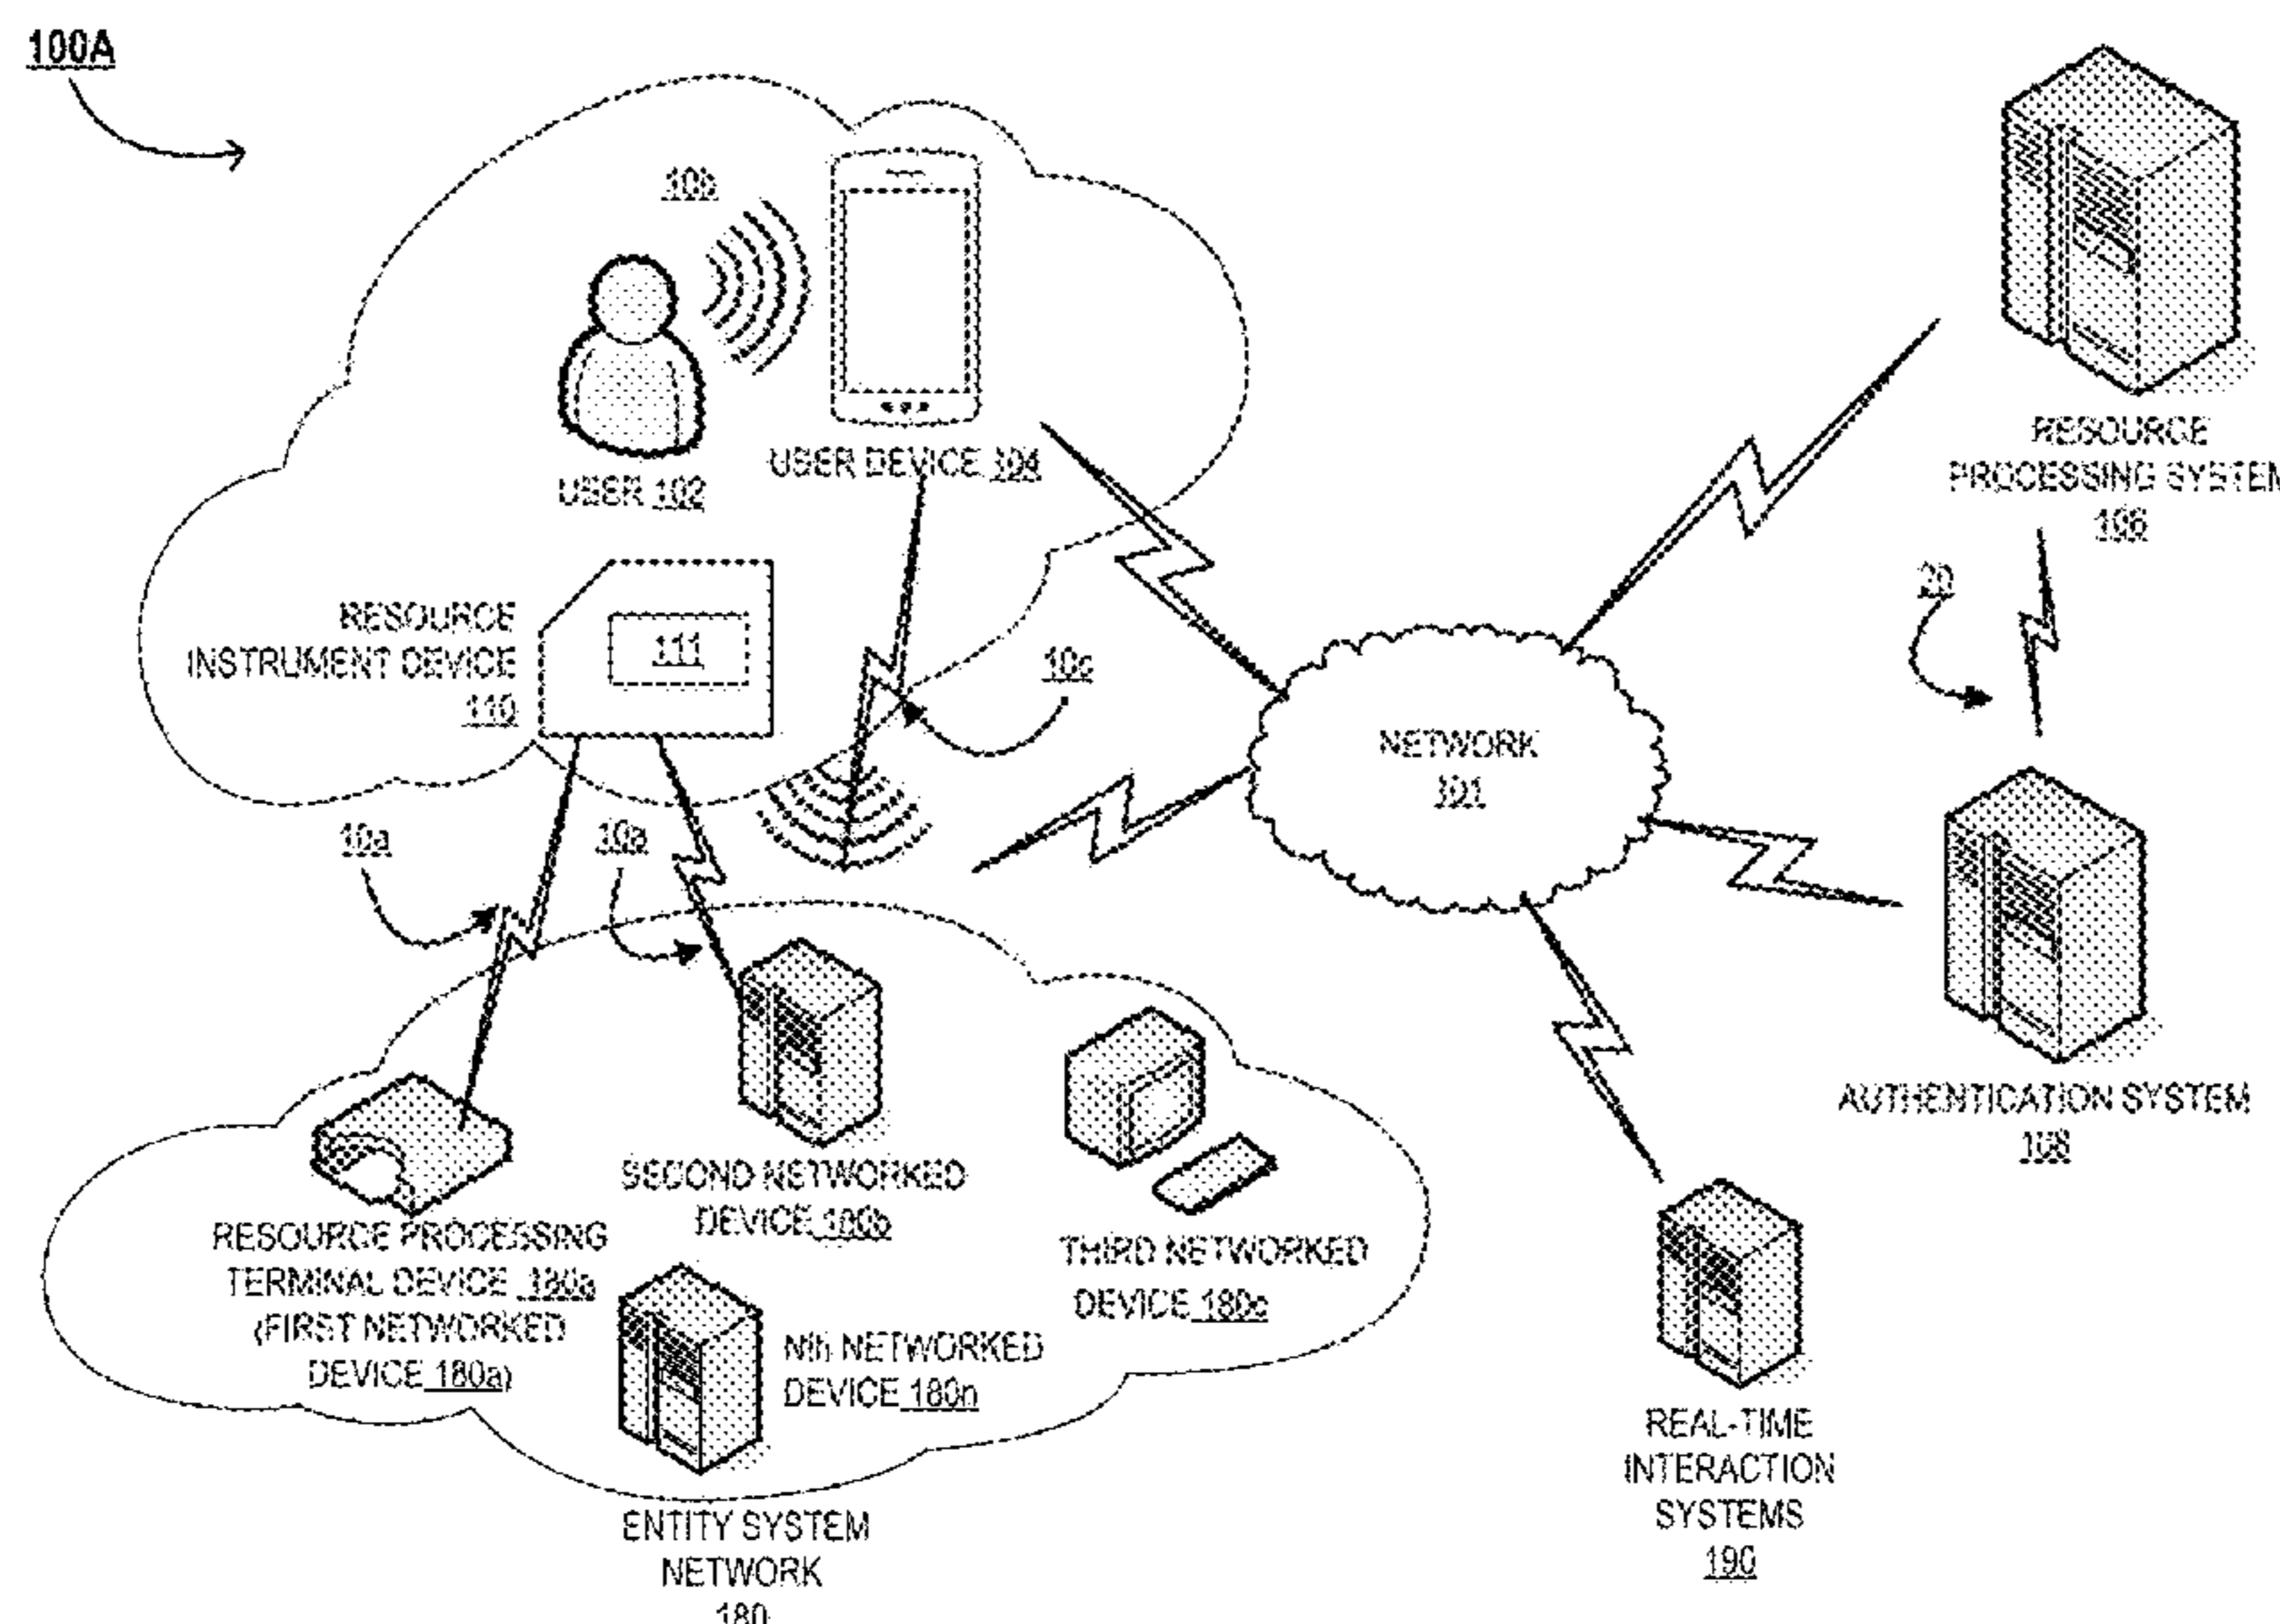 100A
10b
USER 102
USER DEVICE 104
RESOURCE
INSTRUMENT DEVICE
110
111
10c
10a
10a
NETWORK
101
RESOURCE
PROCESSING SYSTEM
106
20
AUTHENTICATION SYSTEM
108
SECOND NETWORKED
DEVICE 180b
RESOURCE PROCESSING
TERMINAL DEVICE 180a
(FIRST NETWORKED
DEVICE 180a)
THIRD NETWORKED
DEVICE 180c
Nth NETWORKED
DEVICE 180n
ENTITY SYSTEM
NETWORK
180
REAL-TIME
INTERACTION
SYSTEMS
190